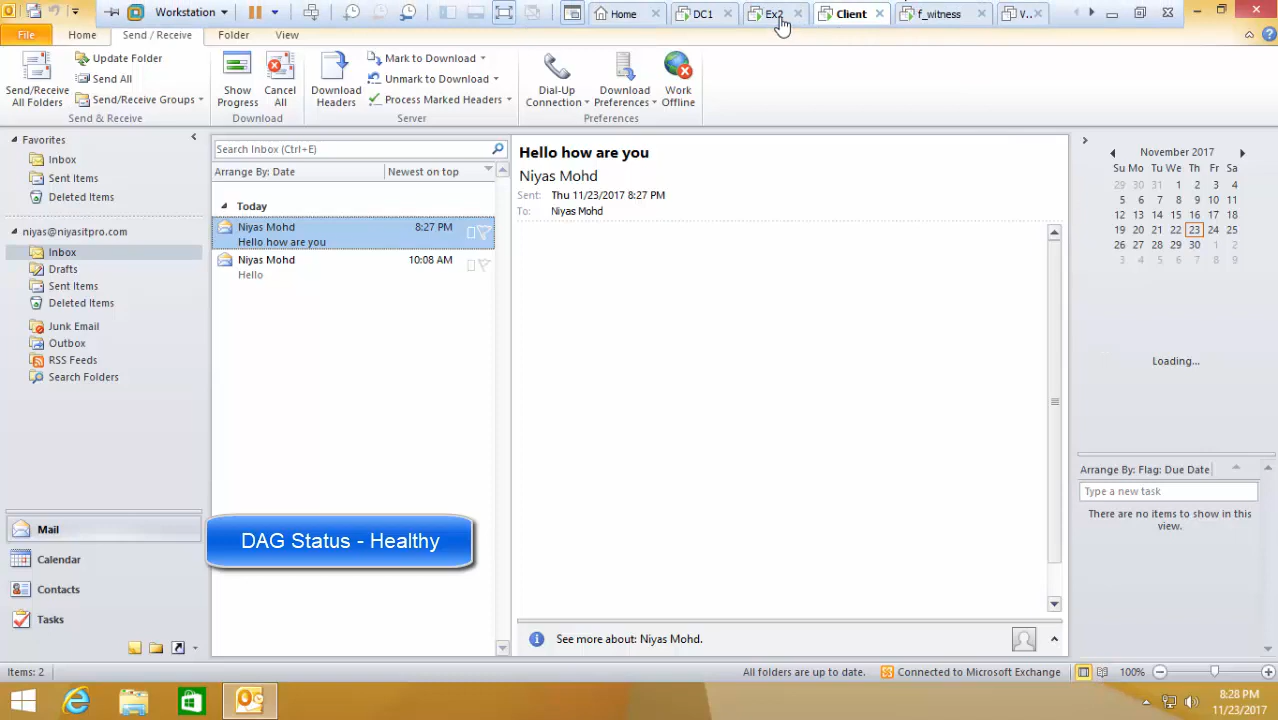 Workstation
Home
DC1
Ex2
Client
f_witness
V...
File
Home
Send / Receive
Folder
View
Send/Receive
All Folders
Update Folder
Send All
Send/Receive Groups
Send & Receive
Show
Progress
Cancel
All
Download
Download
Headers
Mark to Download
Unmark to Download
Process Marked Headers
Server
Dial-Up
Connection
Download
Preferences
Work
Offline
Preferences
Favorites
Inbox
Sent Items
Deleted Items
niyas@niyasitpro.com
Inbox
Drafts
Sent Items
Deleted Items
Junk Email
Outbox
RSS Feeds
Search Folders
Mail
Calendar
Contacts
Tasks
Search Inbox (Ctrl+E)
Arrange By: Date
Newest on top
Today
Niyas Mohd 8:27 PM
Hello how are you
Niyas Mohd 10:08 AM
Hello
DAG Status - Healthy
Hello how are you
Niyas Mohd
Sent: Thu 11/23/2017 8:27 PM
To: Niyas Mohd
See more about: Niyas Mohd.
November 2017
Su Mo Tu We Th Fr Sa
29 30 31 1 2 3 4
5 6 7 8 9 10 11
12 13 14 15 16 17 18
19 20 21 22 23 24 25
26 27 28 29 30 1 2
3 4 5 6 7 8 9
Loading...
Arrange By: Flag: Due Date
Type a new task
There are no items to show in this
view.
Items: 2
All folders are up to date.
Connected to Microsoft Exchange
100%
8:28 PM
11/23/2017